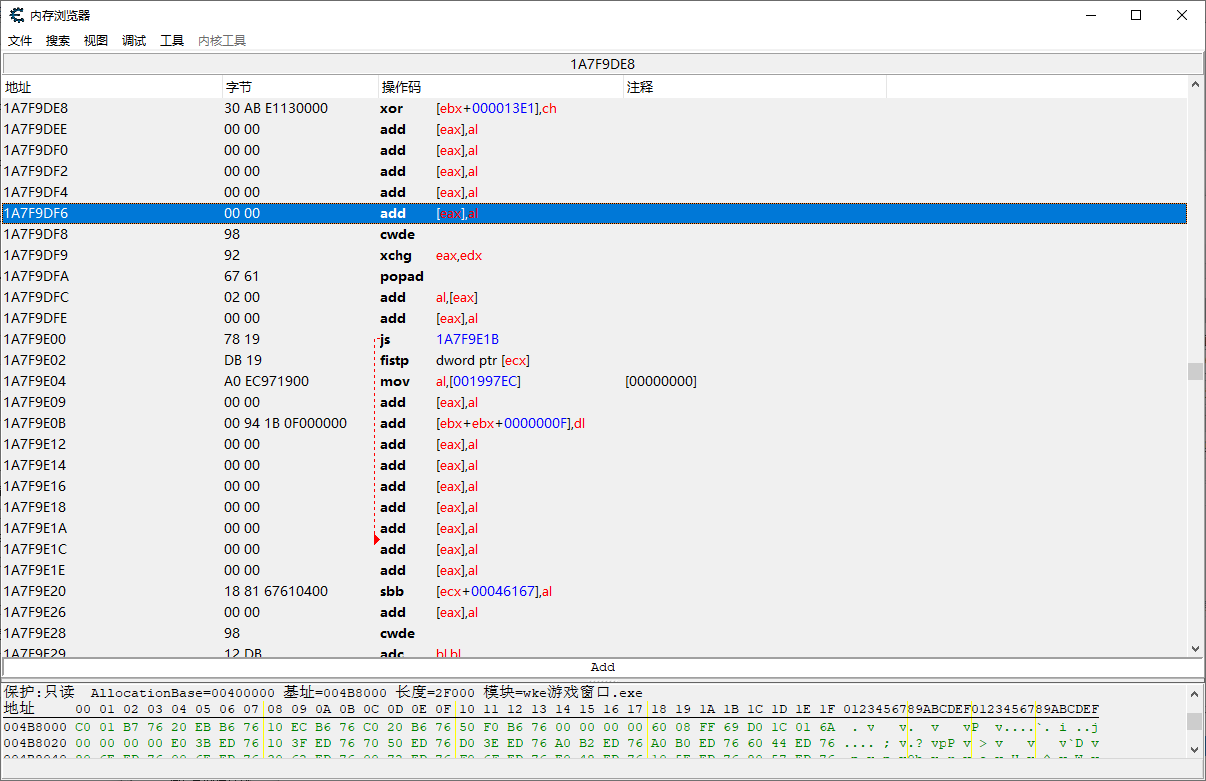 内存浏览器
文件 搜索 视图 调试 工具 内核工具
1A7F9DE8
地址 字节 操作码 注释
1A7F9DE8 30 AB E1130000 xor [ebx+000013E1],ch
1A7F9DEE 00 00 add [eax],al
1A7F9DF0 00 00 add [eax],al
1A7F9DF2 00 00 add [eax],al
1A7F9DF4 00 00 add [eax],al
1A7F9DF6 00 00 add [eax],al
1A7F9DF8 98 cwde
1A7F9DF9 92 xchg eax,edx
1A7F9DFA 67 61 popad
1A7F9DFC 02 00 add al,[eax]
1A7F9DFE 00 00 add [eax],al
1A7F9E00 78 19 js 1A7F9E1B
1A7F9E02 DB 19 fistp dword ptr [ecx]
1A7F9E04 A0 EC971900 mov al,[001997EC] [00000000]
1A7F9E09 00 00 add [eax],al
1A7F9E0B 00 94 1B 0F000000 add [ebx+ebx+0000000F],dl
1A7F9E12 00 00 add [eax],al
1A7F9E14 00 00 add [eax],al
1A7F9E16 00 00 add [eax],al
1A7F9E18 00 00 add [eax],al
1A7F9E1A 00 00 add [eax],al
1A7F9E1C 00 00 add [eax],al
1A7F9E1E 00 00 add [eax],al
1A7F9E20 18 81 67610400 sbb [ecx+00046167],al
1A7F9E26 00 00 add [eax],al
1A7F9E28 98 cwde
1A7F9E29 12 DB adc bl,bl
Add
保护:只读 AllocationBase=00400000 基址=004B8000 长度=2F000 模块=wke游戏窗口.exe
地址 00 01 02 03 04 05 06 07 08 09 0A 0B 0C 0D 0E 0F 10 11 12 13 14 15 16 17 18 19 1A 1B 1C 1D 1E 1F 0123456789ABCDEF0123456789ABCDEF
004B8000 C0 01 B7 76 20 EB B6 76 10 EC B6 76 C0 20 B6 76 50 F0 B6 76 00 00 00 00 60 08 FF 69 D0 1C 01 6A . v v. v vP v....`. i ..j
004B8020 00 00 00 00 E0 3B ED 76 10 3F ED 76 70 50 ED 76 D0 3E ED 76 A0 B2 ED 76 A0 B0 ED 76 60 44 ED 76 .... ; v.? vpP v > v v v`D v